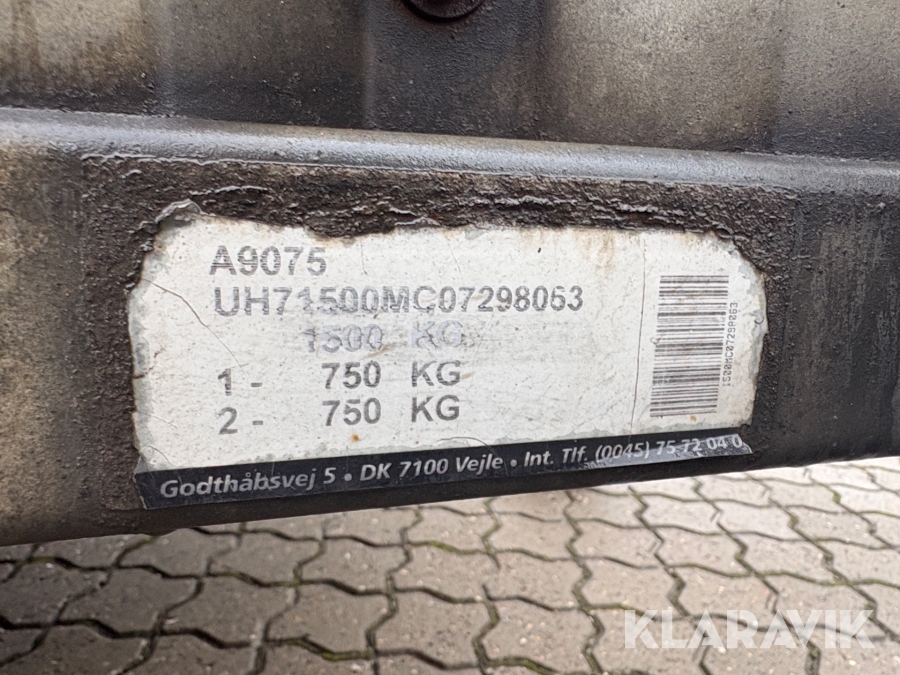 A9075
UH71500MC07298063
1500 KG
1 - 750 KG
2 - 750 KG
1500MC07298063
Godthåbsvej 5 • DK 7100 Vejle • Int. Tlf. (0045) 75 72 04 0
KLARAVIK